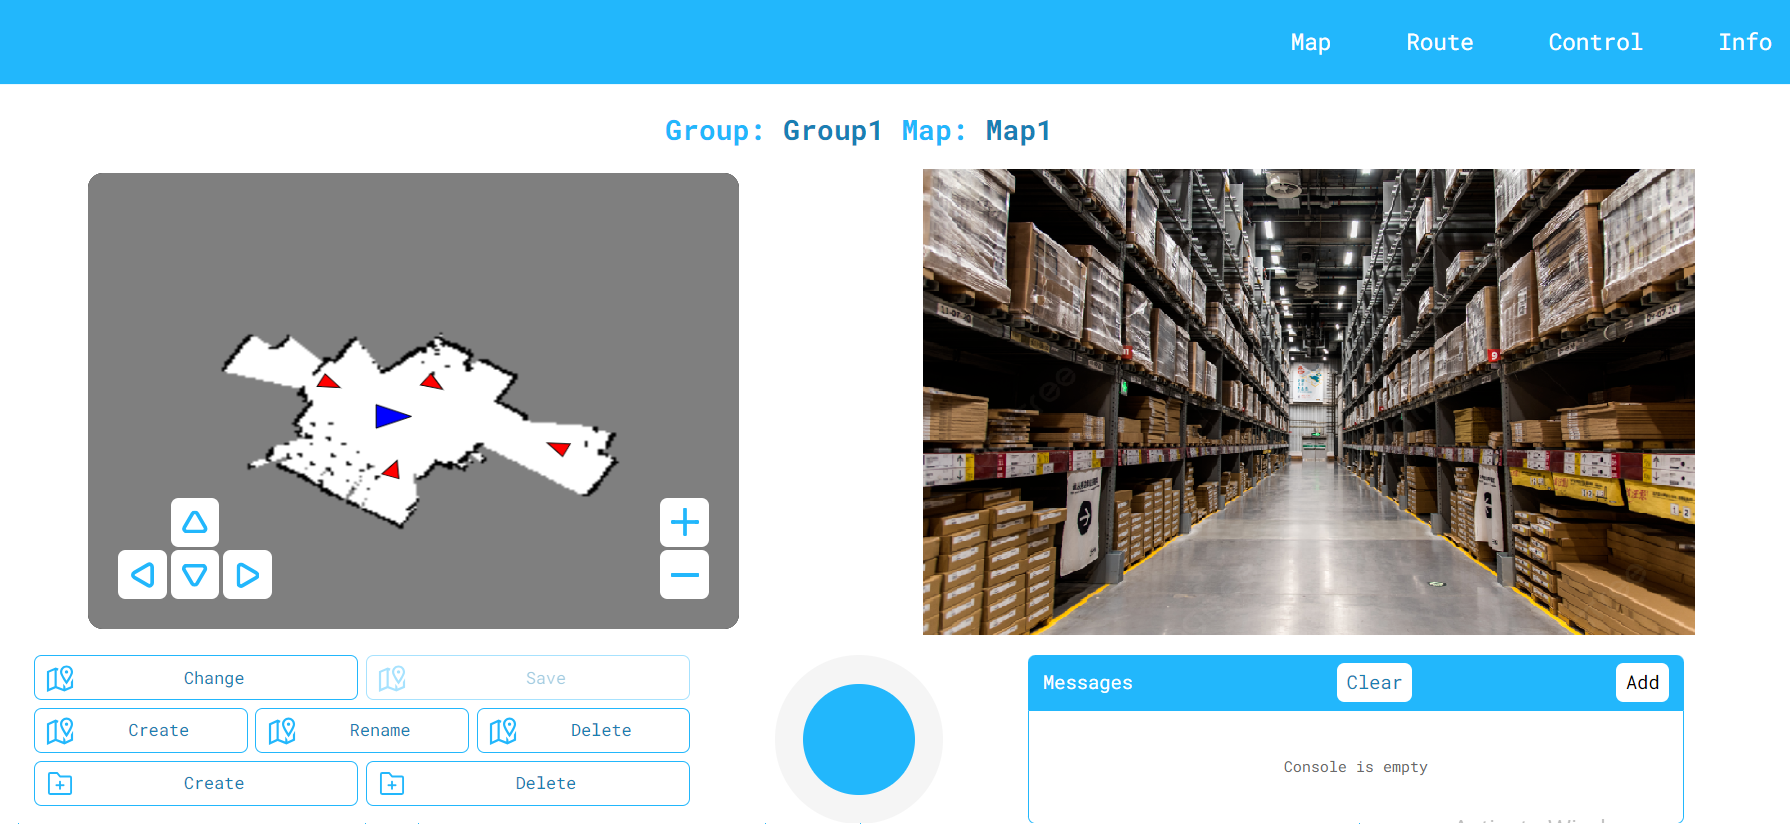 Map Route Control Info
Group: Group1 Map: Map1
Change
Save
Create
Rename
Delete
Create
Delete
Messages
Clear
Add
Console is empty